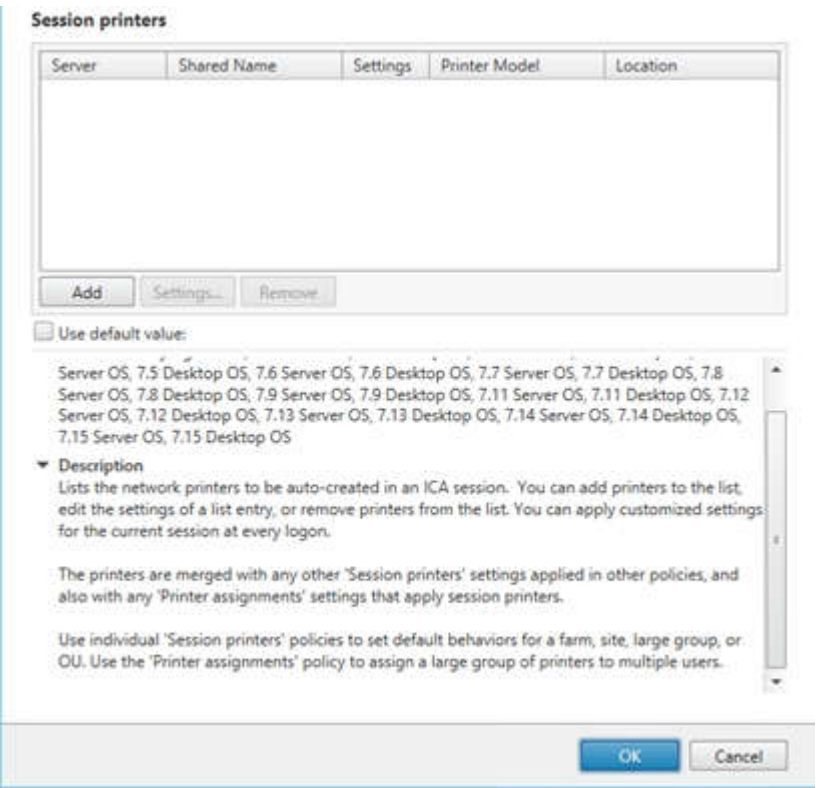 Session printers
Server Shared Name Settings Printer Model Location
Add Settings... Remove
Use default value:
Server OS, 7.5 Desktop OS, 7.6 Server OS, 7.6 Desktop OS, 7.7 Server OS, 7.7 Desktop OS, 7.8
Server OS, 7.8 Desktop OS, 7.9 Server OS, 7.9 Desktop OS, 7.11 Server OS, 7.11 Desktop OS, 7.12
Server OS, 7.12 Desktop OS, 7.13 Server OS, 7.13 Desktop OS, 7.14 Server OS, 7.14 Desktop OS,
7.15 Server OS, 7.15 Desktop OS
Description
Lists the network printers to be auto-created in an ICA session. You can add printers to the list,
edit the settings of a list entry, or remove printers from the list. You can apply customized settings
for the current session at every logon.
The printers are merged with any other 'Session printers' settings applied in other policies, and
also with any 'Printer assignments' settings that apply session printers.
Use individual 'Session printers' policies to set default behaviors for a farm, site, large group, or
OU. Use the 'Printer assignments' policy to assign a large group of printers to multiple users.
OK Cancel